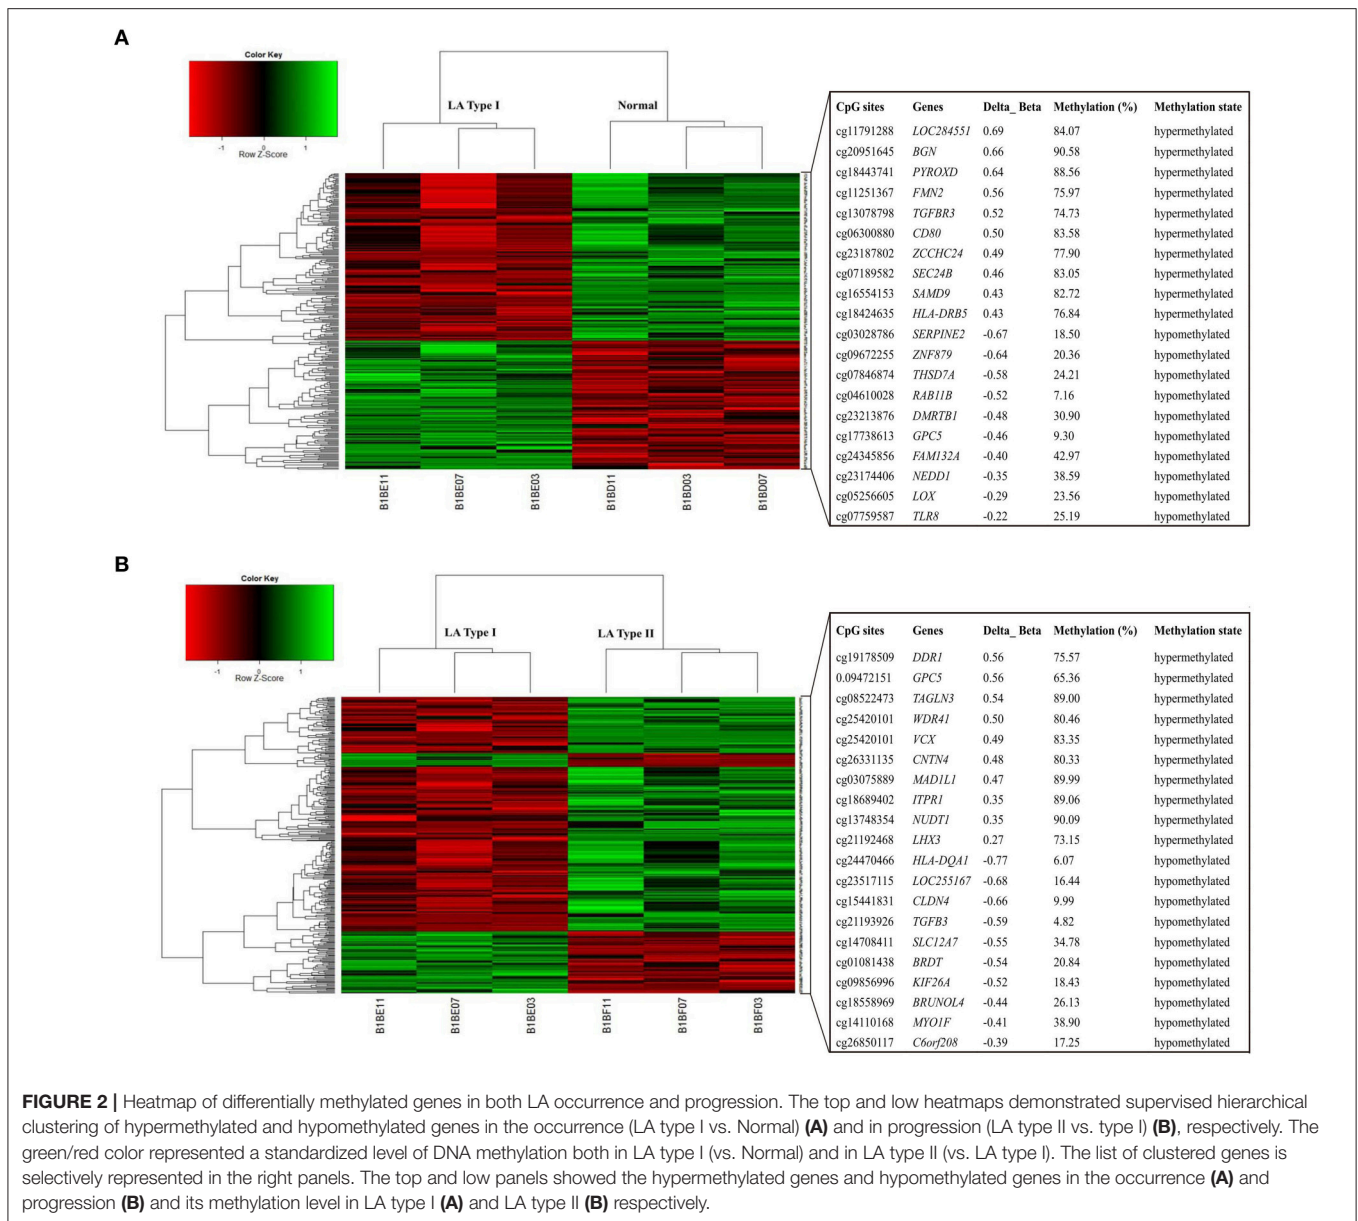 A
Color Key
-1 0 1
Row Z-Score
LA Type I
Normal
B1BE11
B1BE07
B1BE03
B1BD11
B1BD03
B1BD07
CpG sites Genes Delta_ Beta Methylation (%) Methylation state
cg11791288 LOC284551 0.69 84.07 hypermethylated
cg20951645 BGN 0.66 90.58 hypermethylated
cg18443741 PYROXD 0.64 88.56 hypermethylated
cg11251367 FMN2 0.56 75.97 hypermethylated
cg13078798 TGFBR3 0.52 74.73 hypermethylated
cg06300880 CD80 0.50 83.58 hypermethylated
cg23187802 ZCCHC24 0.49 77.90 hypermethylated
cg07189582 SEC24B 0.46 83.05 hypermethylated
cg16554153 SAMD9 0.43 82.72 hypermethylated
cg18424635 HLA-DRB5 0.43 76.84 hypermethylated
cg03028786 SERPINE2 -0.67 18.50 hypomethylated
cg09672255 ZNF879 -0.64 20.36 hypomethylated
cg07846874 THSD7A -0.58 24.21 hypomethylated
cg04610028 RAB11B -0.52 7.16 hypomethylated
cg23213876 DMRTB1 -0.48 30.90 hypomethylated
cg17738613 GPC5 -0.46 9.30 hypomethylated
cg24345856 FAM132A -0.40 42.97 hypomethylated
cg23174406 NEDD1 -0.35 38.59 hypomethylated
cg05256605 LOX -0.29 23.56 hypomethylated
cg07759587 TLR8 -0.22 25.19 hypomethylated
B
Color Key
-1 0 1
Row Z-Score
LA Type I
LA Type II
B1BE11
B1BE07
B1BE03
B1BF11
B1BF07
B1BF03
CpG sites Genes Delta_ Beta Methylation (%) Methylation state
cg19178509 DDR1 0.56 75.57 hypermethylated
0.09472151 GPC5 0.56 65.36 hypermethylated
cg08522473 TAGLN3 0.54 89.00 hypermethylated
cg25420101 WDR41 0.50 80.46 hypermethylated
cg25420101 VCX 0.49 83.35 hypermethylated
cg26331135 CNTN4 0.48 80.33 hypermethylated
cg03075889 MAD1L1 0.47 89.99 hypermethylated
cg18689402 ITPR1 0.35 89.06 hypermethylated
cg13748354 NUDT1 0.35 90.09 hypermethylated
cg21192468 LHX3 0.27 73.15 hypermethylated
cg24470466 HLA-DQA1 -0.77 6.07 hypomethylated
cg23517115 LOC255167 -0.68 16.44 hypomethylated
cg15441831 CLDN4 -0.66 9.99 hypomethylated
cg21193926 TGFB3 -0.59 4.82 hypomethylated
cg14708411 SLC12A7 -0.55 34.78 hypomethylated
cg01081438 BRDT -0.54 20.84 hypomethylated
cg09856996 KIF26A -0.52 18.43 hypomethylated
cg18558969 BRUNOL4 -0.44 26.13 hypomethylated
cg14110168 MYO1F -0.41 38.90 hypomethylated
cg26850117 C6orf208 -0.39 17.25 hypomethylated
FIGURE 2 | Heatmap of differentially methylated genes in both LA occurrence and progression. The top and low heatmaps demonstrated supervised hierarchical
clustering of hypermethylated and hypomethylated genes in the occurrence (LA type I vs. Normal) (A) and in progression (LA type II vs. type I) (B), respectively. The
green/red color represented a standardized level of DNA methylation both in LA type I (vs. Normal) and in LA type II (vs. LA type I). The list of clustered genes is
selectively represented in the right panels. The top and low panels showed the hypermethylated genes and hypomethylated genes in the occurrence (A) and
progression (B) and its methylation level in LA type I (A) and LA type II (B) respectively.